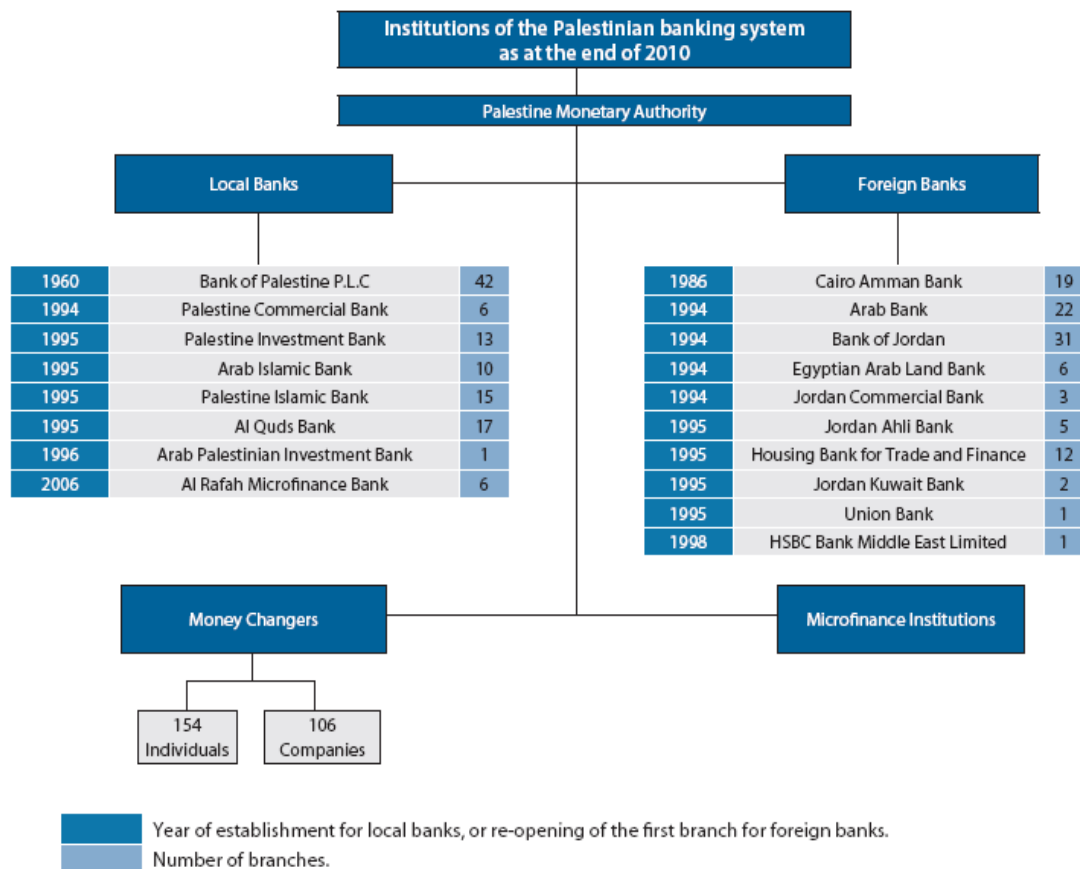 Institutions of the Palestinian banking system
as at the end of 2010
Palestine Monetary Authority
Local Banks
1960 Bank of Palestine P.L.C 42
1994 Palestine Commercial Bank 6
1995 Palestine Investment Bank 13
1995 Arab Islamic Bank 10
1995 Palestine Islamic Bank 15
1995 Al Quds Bank 17
1996 Arab Palestinian Investment Bank 1
2006 Al Rafah Microfinance Bank 6
Foreign Banks
1986 Cairo Amman Bank 19
1994 Arab Bank 22
1994 Bank of Jordan 31
1994 Egyptian Arab Land Bank 6
1994 Jordan Commercial Bank 3
1995 Jordan Ahli Bank 5
1995 Housing Bank for Trade and Finance 12
1995 Jordan Kuwait Bank 2
1995 Union Bank 1
1998 HSBC Bank Middle East Limited 1
Money Changers
154
Individuals
106
Companies
Microfinance Institutions
Year of establishment for local banks, or re-opening of the first branch for foreign banks.
Number of branches.